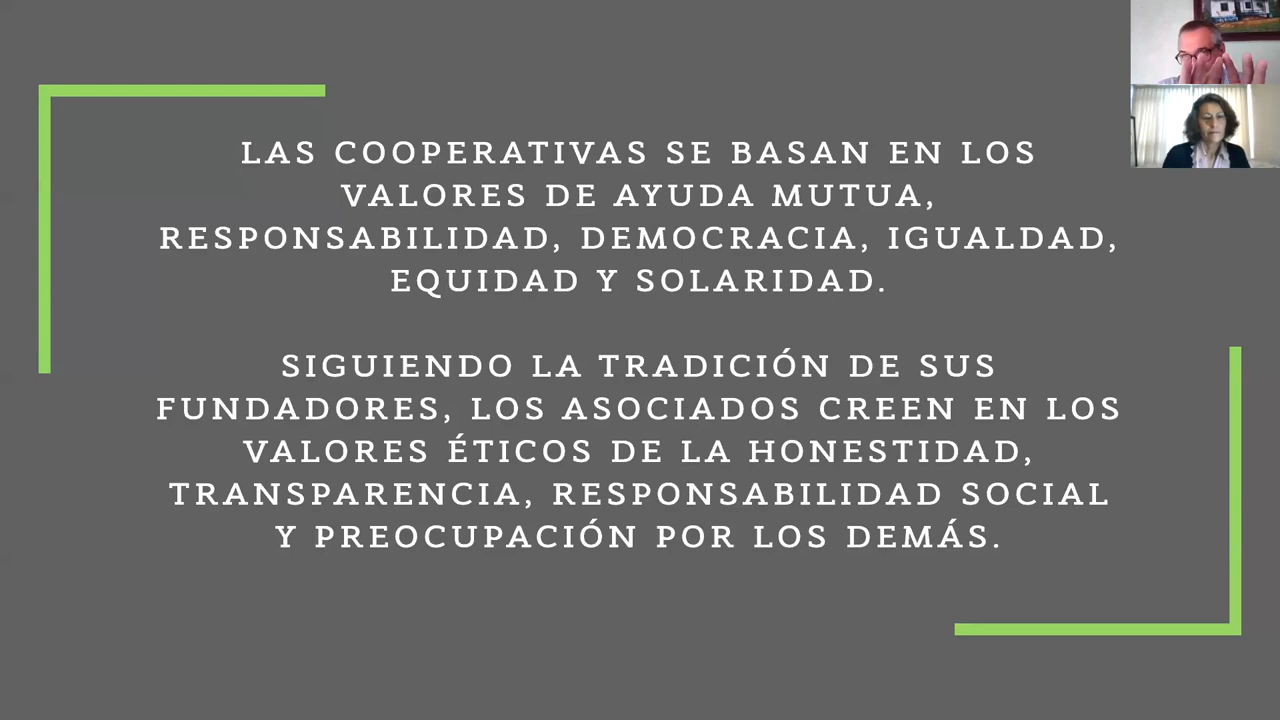 LAS COOPERATIVAS SE BASAN EN LOS
VALORES DE AYUDA MUTUA,
RESPONSABILIDAD, DEMOCRACIA, IGUALDAD,
EQUIDAD Y SOLARIDAD.
SIGUIENDO LA TRADICIÓN DE SUS
FUNDADORES, LOS ASOCIADOS CREEN EN LOS
VALORES ÉTICOS DE LA HONESTIDAD,
TRANSPARENCIA, RESPONSABILIDAD SOCIAL
Y PREOCUPACIÓN POR LOS DEMÁS.